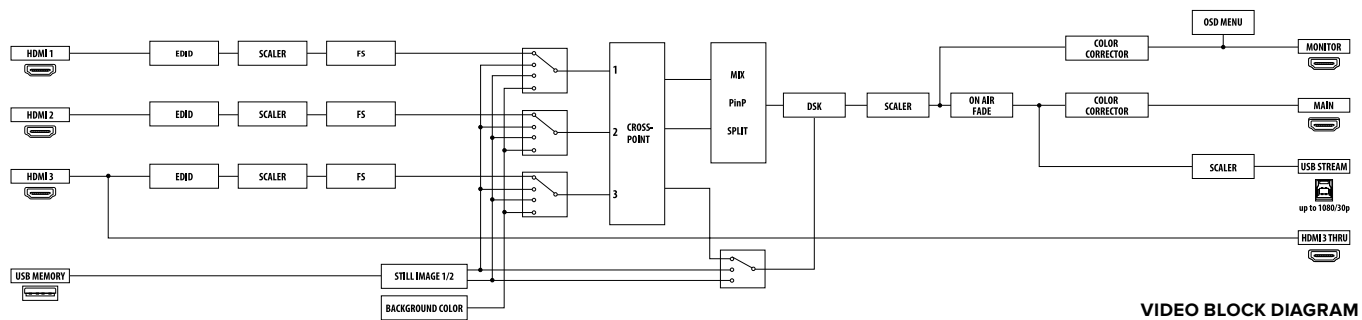 OSD MENU
HDMI 1
EDID
SCALER
FS
COLOR
CORRECTOR
MONITOR
1
MIX
PinP
SPLIT
HDMI 2
EDID
SCALER
FS
2
CROSS-
POINT
DSK
SCALER
ON AIR
FADE
COLOR
CORRECTOR
MAIN
HDMI 3
EDID
SCALER
FS
3
SCALER
USB STREAM
up to 1080/30p
HDMI 3 THRU
USB MEMORY
STILL IMAGE 1/2
BACKGROUND COLOR
VIDEO BLOCK DIAGRAM